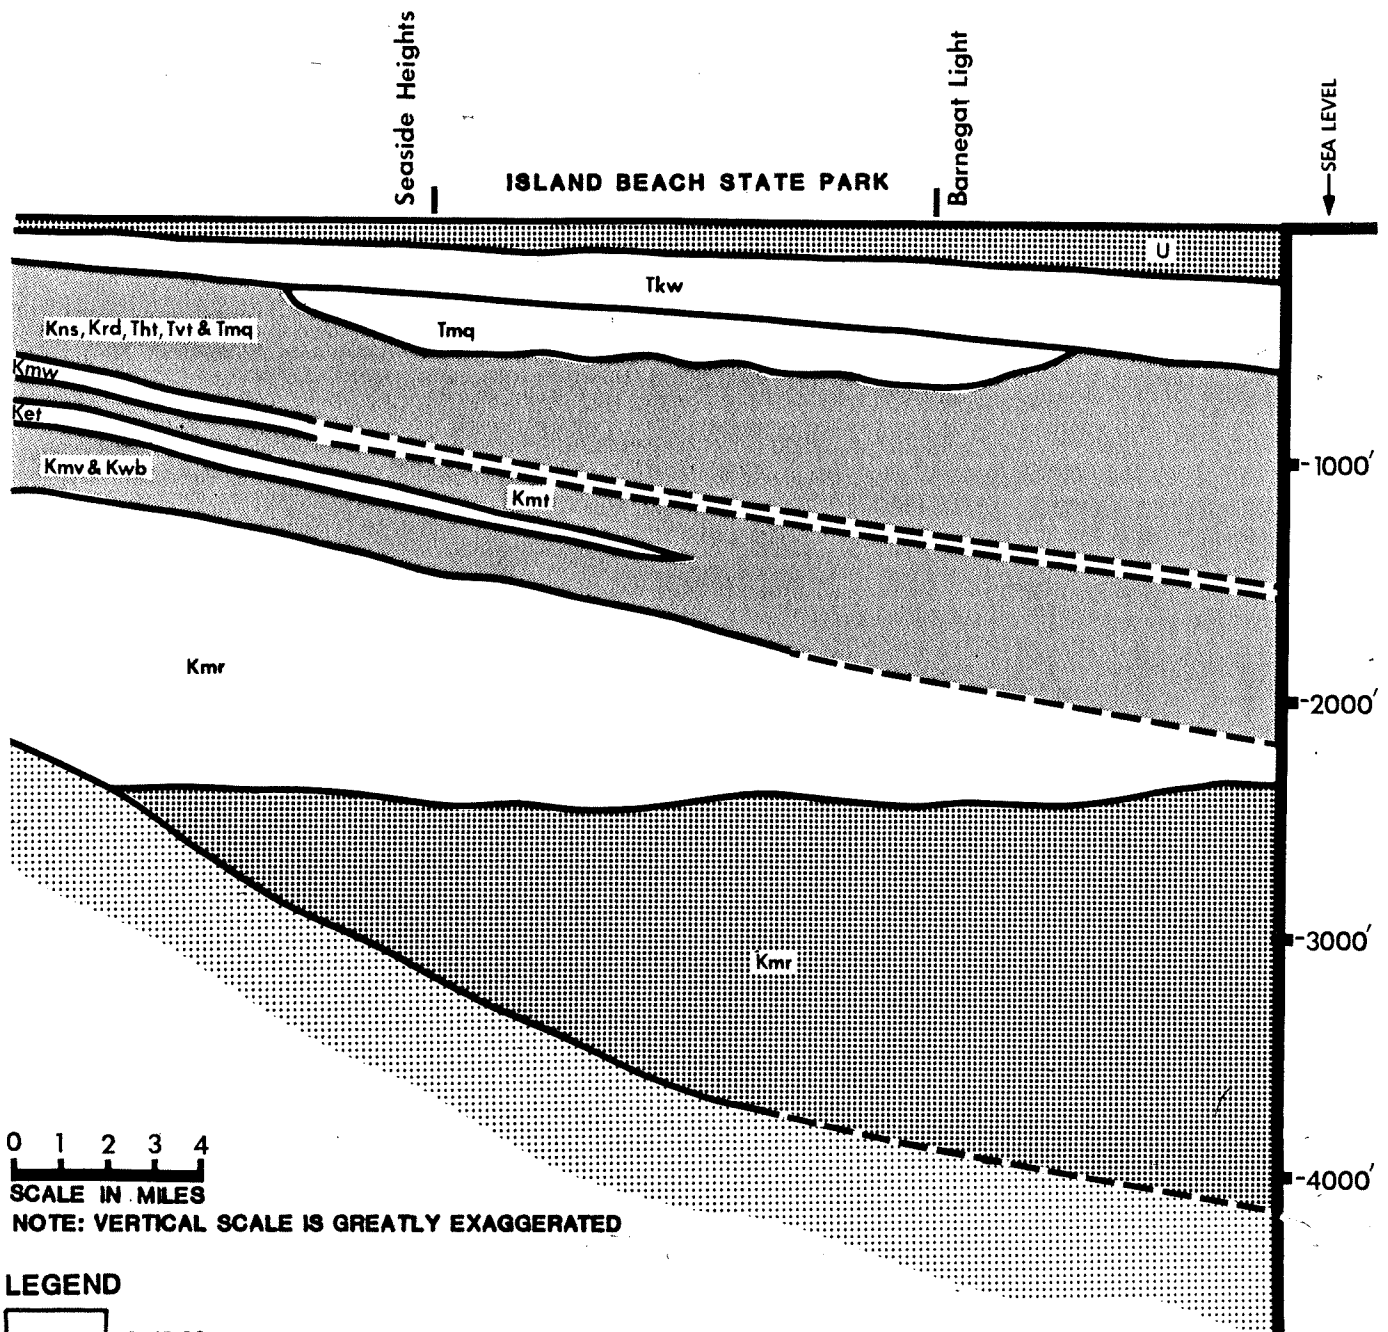 Seaside Heights
Barnegat Light
SEA LEVEL
ISLAND BEACH STATE PARK
U
Tkw
Kns, Krd, Tht, Tvt & Tmq
Tmq
Kmw
Ket
Kmv & Kwb
Kmt
-1000'
Kmr
-2000'
-3000'
Kmr
-4000'
0 1 2 3 4
SCALE IN MILES
NOTE: VERTICAL SCALE IS GREATLY EXAGGERATED
LEGEND